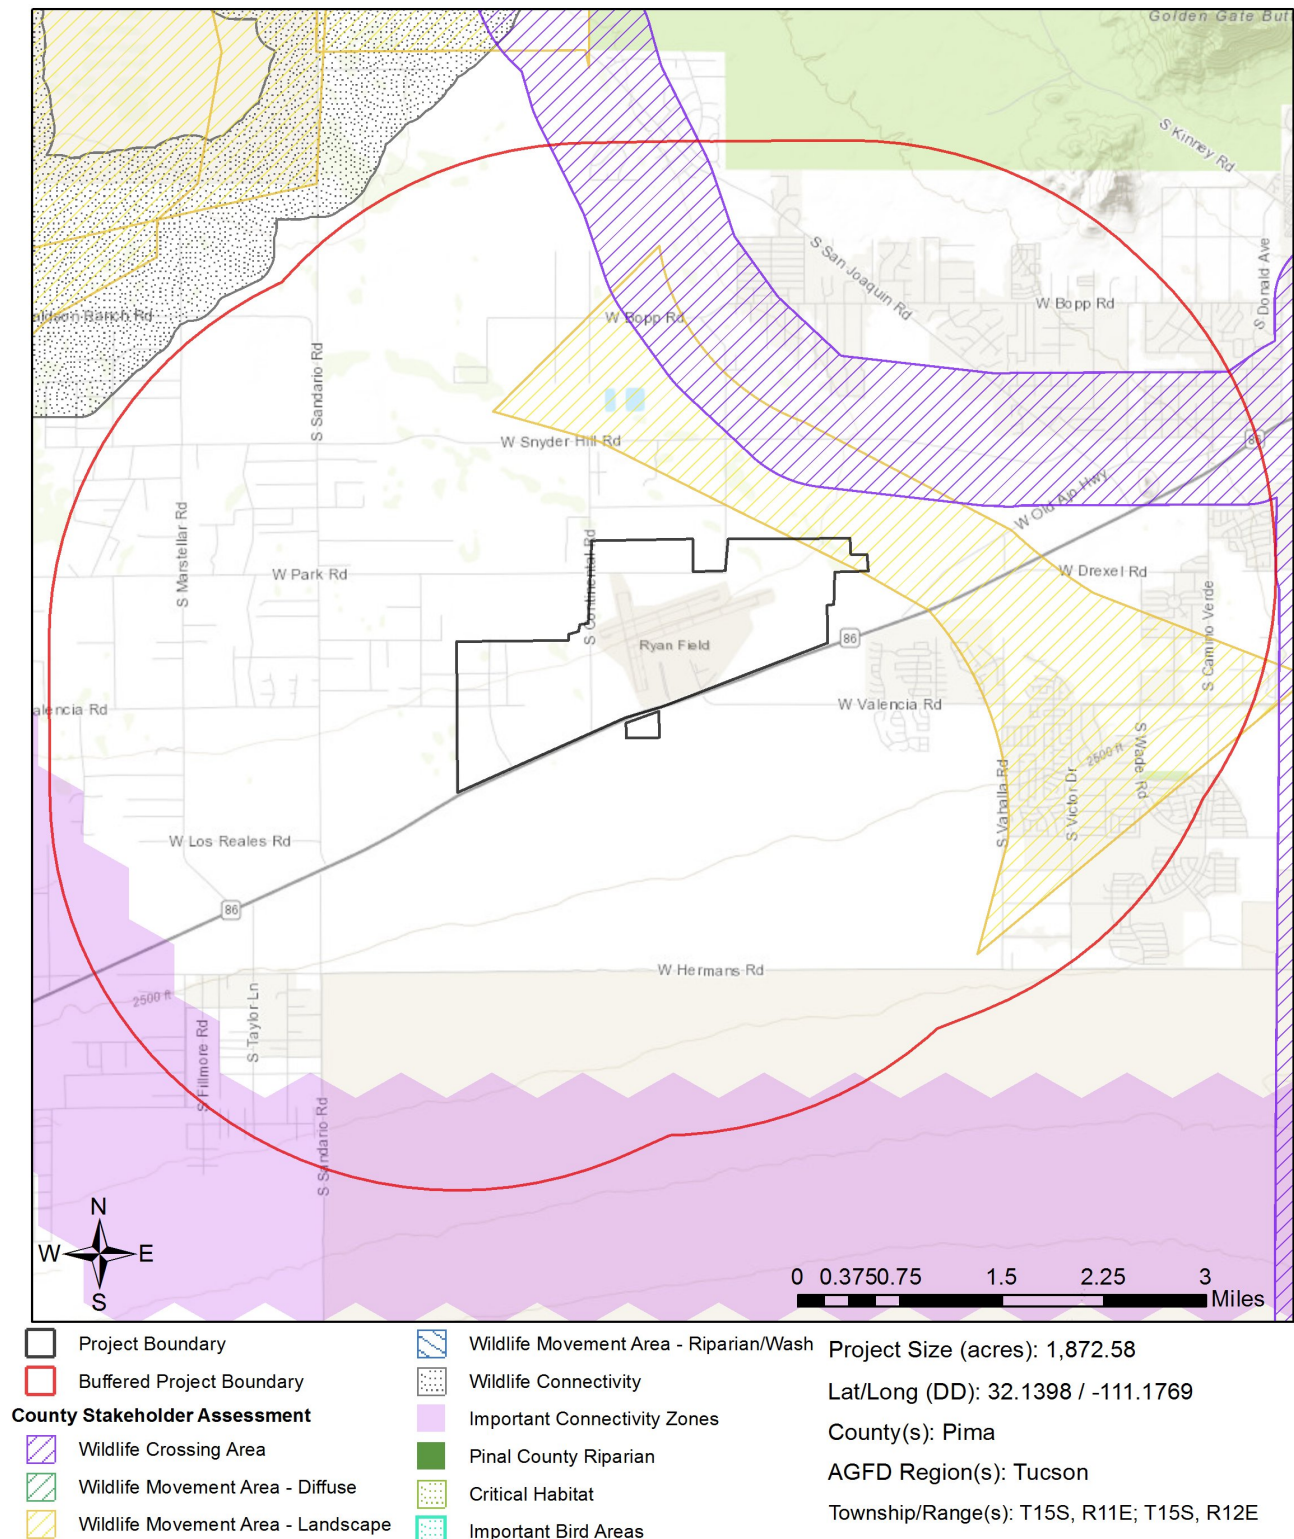 Golden Gate Butt
S Kinney Rd
S Donald Ave
S San Joaquin Rd
W Bopp Rd
W Bopp Rd
aldson Ranch Rd
S Sandario Rd
W Snyder Hill Rd
86
W Old Ajo Hwy
S Marstellar Rd
W Park Rd
S Continental Rd
W Drexel Rd
S Camino Verde
Ryan Field
86
alencia Rd
W Valencia Rd
S Wade Rd
2500 ft
S Vahalla Rd
S Victor Dr
W Los Reales Rd
86
W Hermans Rd
2500 ft
S Taylor Ln
S Fillmore Rd
S Sandario Rd
N
W E
S
0 0.375 0.75 1.5 2.25 3
Miles
Project Boundary
Buffered Project Boundary
County Stakeholder Assessment
Wildlife Crossing Area
Wildlife Movement Area - Diffuse
Wildlife Movement Area - Landscape
Wildlife Movement Area - Riparian/Wash
Wildlife Connectivity
Important Connectivity Zones
Pinal County Riparian
Critical Habitat
Important Bird Areas
Project Size (acres): 1,872.58
Lat/Long (DD): 32.1398 / -111.1769
County(s): Pima
AGFD Region(s): Tucson
Township/Range(s): T15S, R11E; T15S, R12E